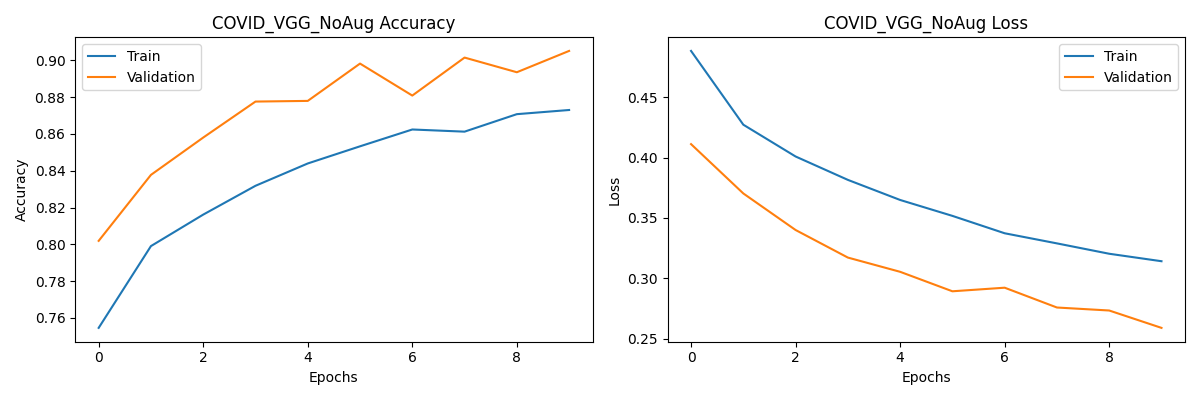 COVID_VGG_NoAug Accuracy
Train
Validation
0.90
0.88
0.86
0.84
0.82
0.80
0.78
0.76
Accuracy
0 2 4 6 8
Epochs
COVID_VGG_NoAug Loss
Train
Validation
0.45
0.40
0.35
0.30
0.25
Loss
0 2 4 6 8
Epochs